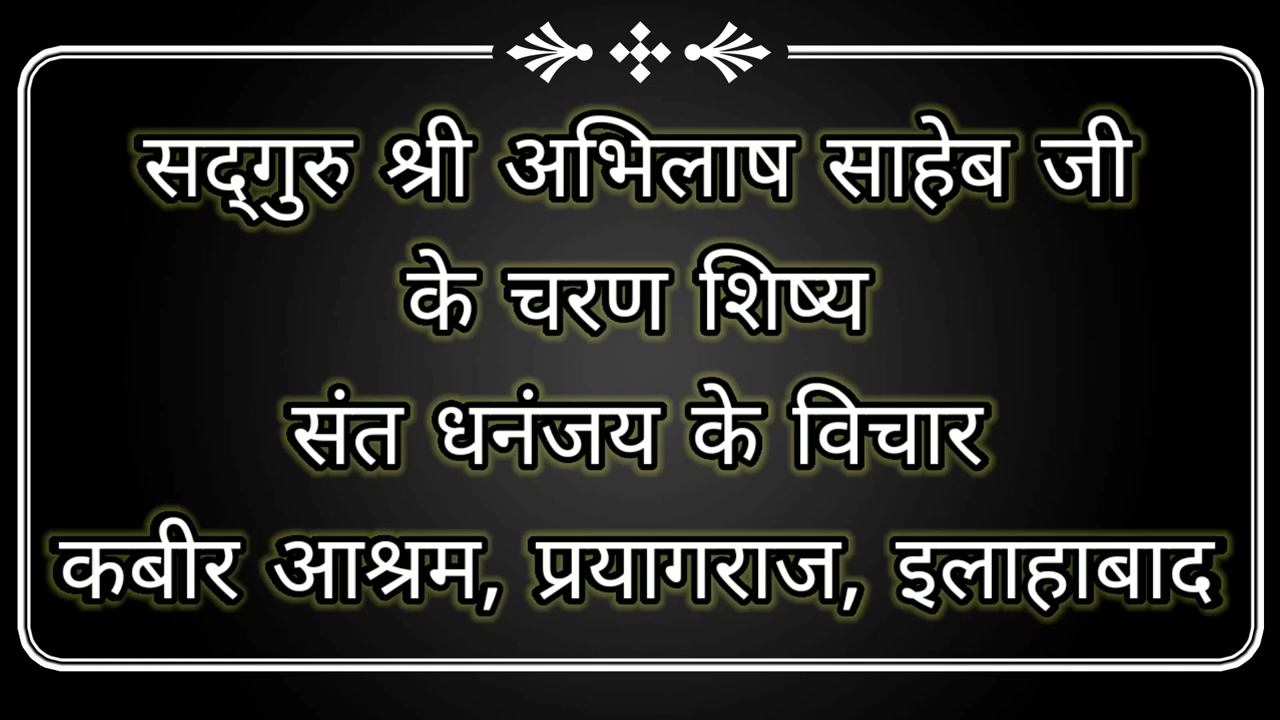 सद्‌गुरु श्री अभिलाष साहेब जी
के चरण शिष्य
संत धनंजय के विचार
कबीर आश्रम, प्रयागराज, इलाहाबाद